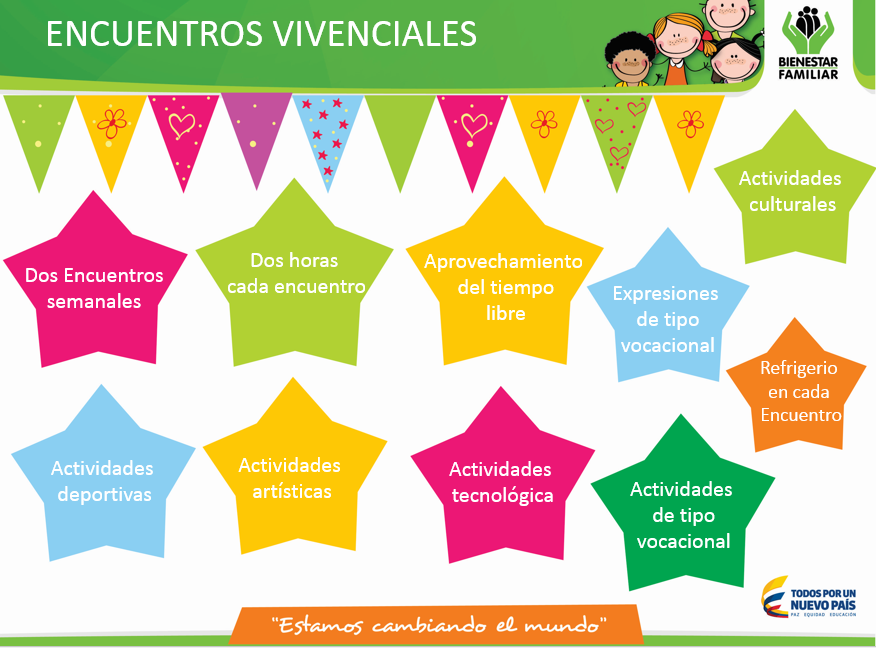 ENCUENTROS VIVENCIALES
BIENESTAR
FAMILIAR
Actividades
culturales
Dos Encuentros
semanales
Dos horas
cada encuentro
Aprovechamiento
del tiempo
libre
Expresiones
de tipo
vocacional
Refrigerio
en cada
Encuentro
Actividades
deportivas
Actividades
artísticas
Actividades
tecnológica
Actividades
de tipo
vocacional
TODOS POR UN
NUEVO PAÍS
PAZ EQUIDAD EDUCACIÓN
"Estamos cambiando el mundo"